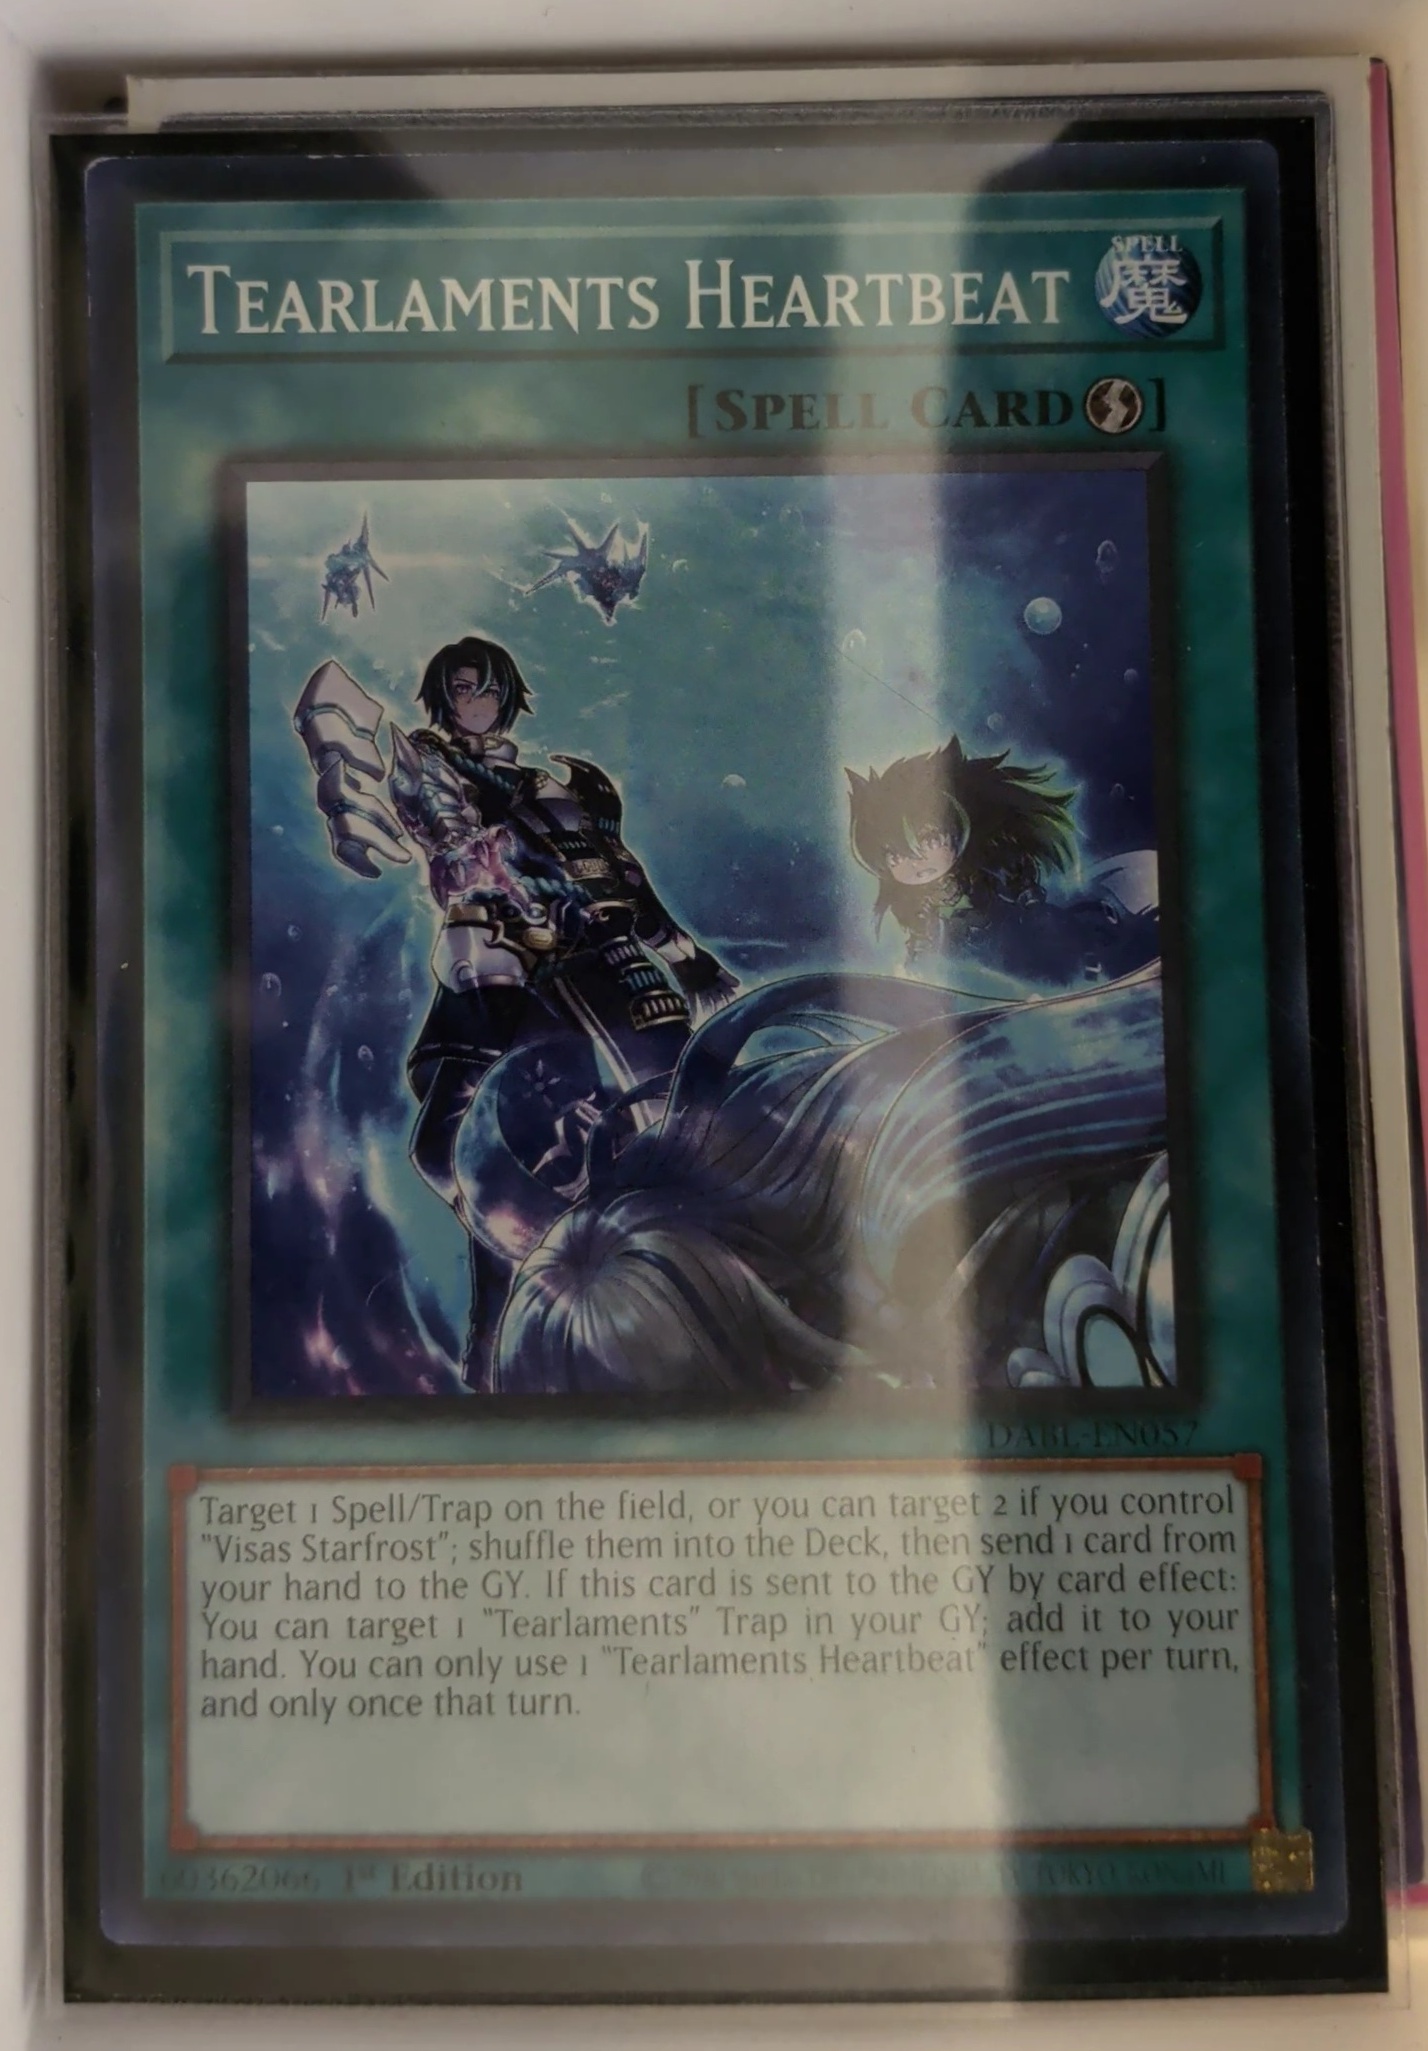 TEARLAMENTS HEARTBEAT
SPELL
魔
[SPELL CARD]
DABL-EN057
Target 1 Spell/Trap on the field, or you can target 2 if you control
"Visas Starfrost"; shuffle them into the Deck, then send 1 card from
your hand to the GY. If this card is sent to the GY by card effect:
You can target 1 "Tearlaments" Trap in your GY; add it to your
hand. You can only use 1 "Tearlaments Heartbeat" effect per turn,
and only once that turn.
60362066 1st Edition
TOKYO KONAMI